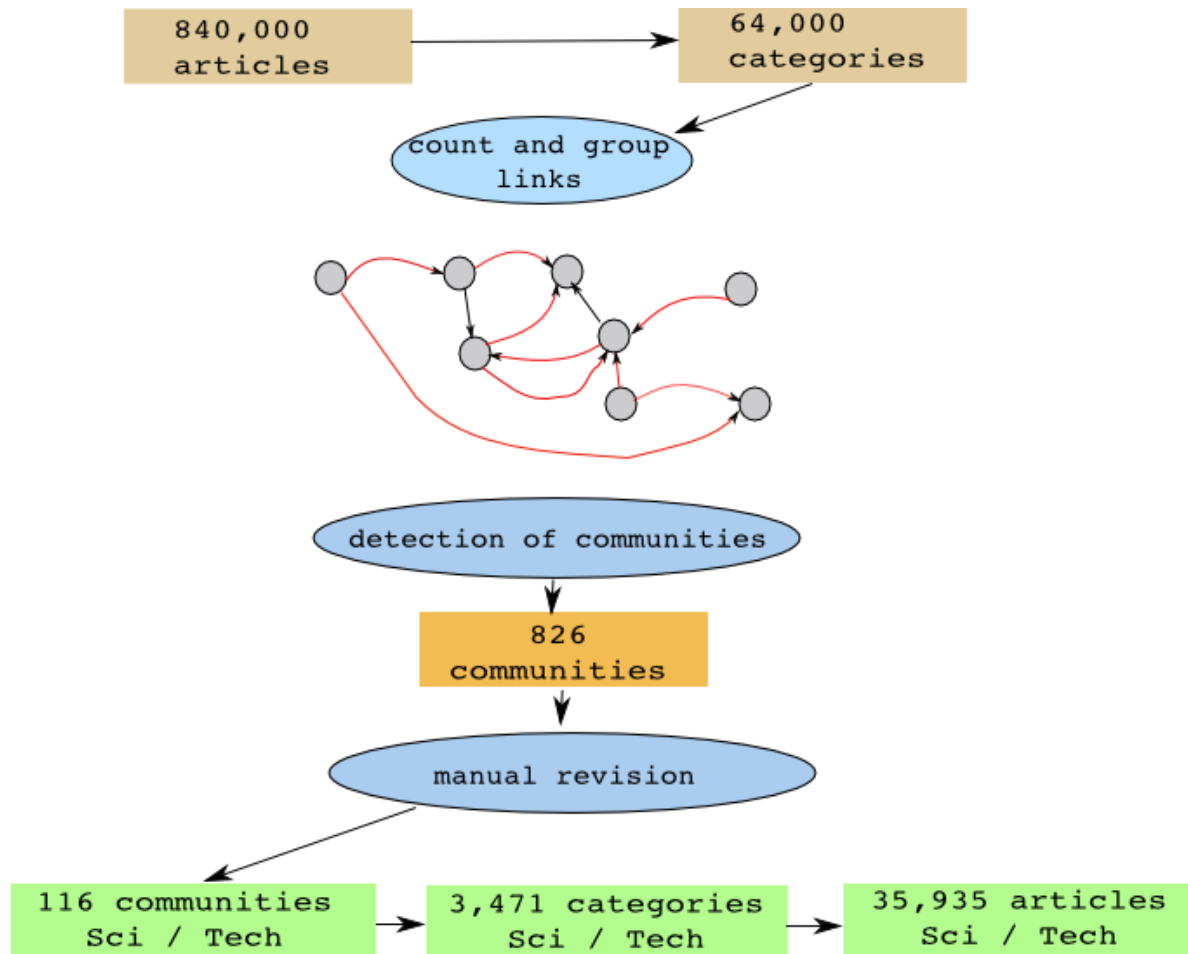 840,000
articles
64,000
categories
count and group
links
detection of communities
826
communities
manual revision
116 communities
Sci / Tech
3,471 categories
Sci / Tech
35,935 articles
Sci / Tech